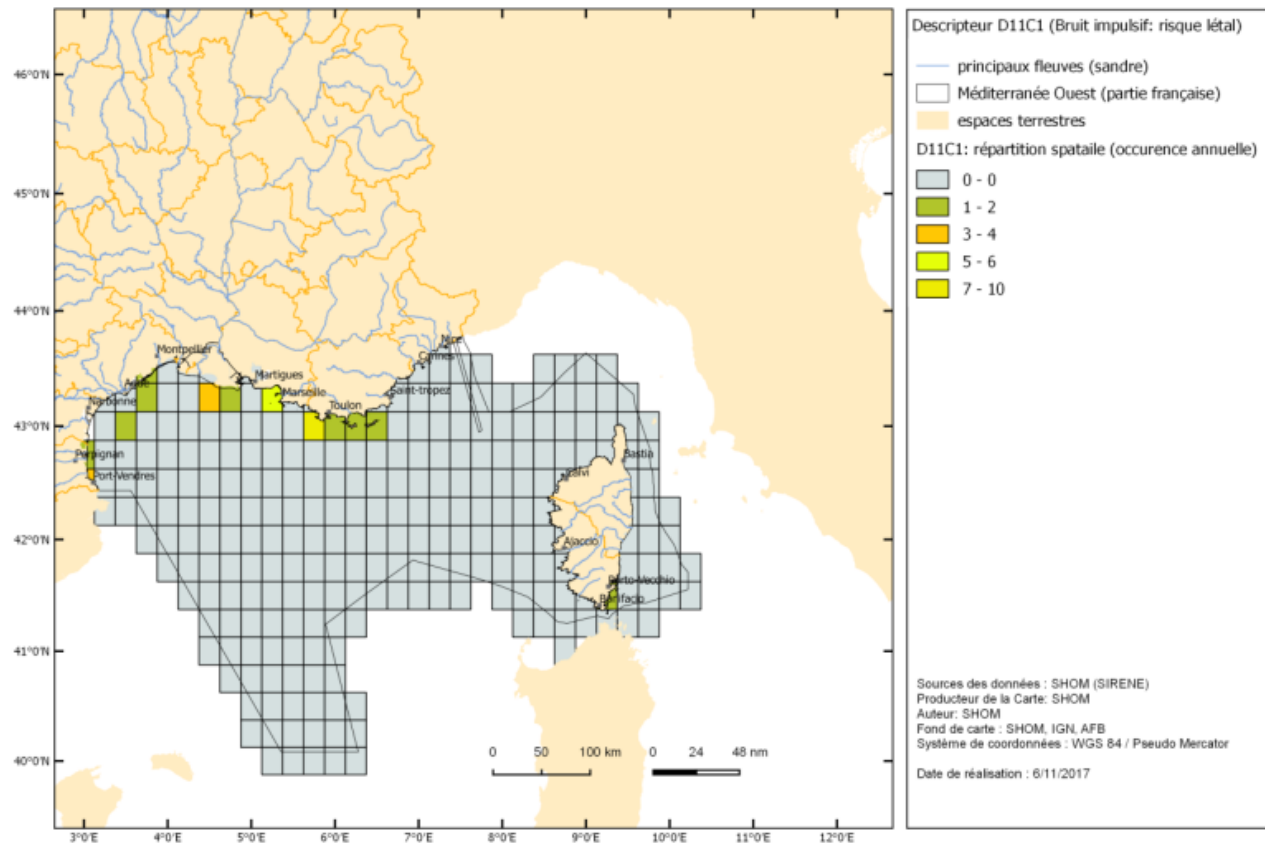 46°0'N
45°0'N
44°0'N
43°0'N
42°0'N
41°0'N
40°0'N
3°0'E
4°0'E
5°0'E
6°0'E
7°0'E
8°0'E
9°0'E
10°0'E
11°0'E
12°0'E
Nice
Cannes
Montpellier
Martigues
Agde
Saint-tropez
Marseille
Narbonne
Toulon
Perpignan
Port-Vendres
Bastia
Calvi
Ajaccio
Porto-Vecchio
Bonifacio
0 50 100 km
0 24 48 nm
Descripteur D11C1 (Bruit impulsif: risque létal)
principaux fleuves (sandre)
Méditerranée Ouest (partie française)
espaces terrestres
D11C1: répartition spataile (occurence annuelle)
0 - 0
1 - 2
3 - 4
5 - 6
7 - 10
Sources des données : SHOM (SIRENE)
Producteur de la Carte: SHOM
Auteur: SHOM
Fond de carte : SHOM, IGN, AFB
Système de coordonnées : WGS 84 / Pseudo Mercator
Date de réalisation : 6/11/2017